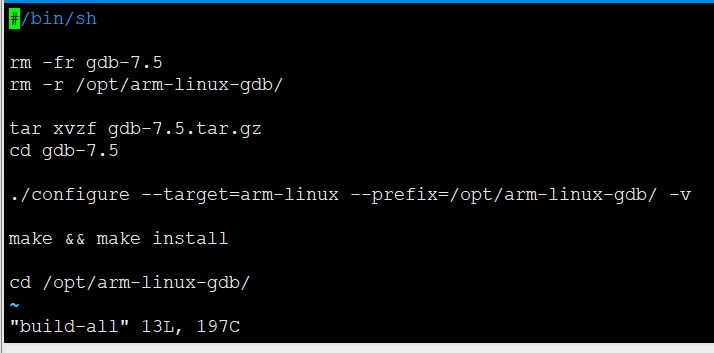 #/bin/sh
rm -fr gdb-7.5
rm -r /opt/arm-linux-gdb/
tar xvzf gdb-7.5.tar.gz
cd gdb-7.5
./configure --target=arm-linux --prefix=/opt/arm-linux-gdb/ -v
make && make install
cd /opt/arm-linux-gdb/
~
"build-all" 13L, 197C